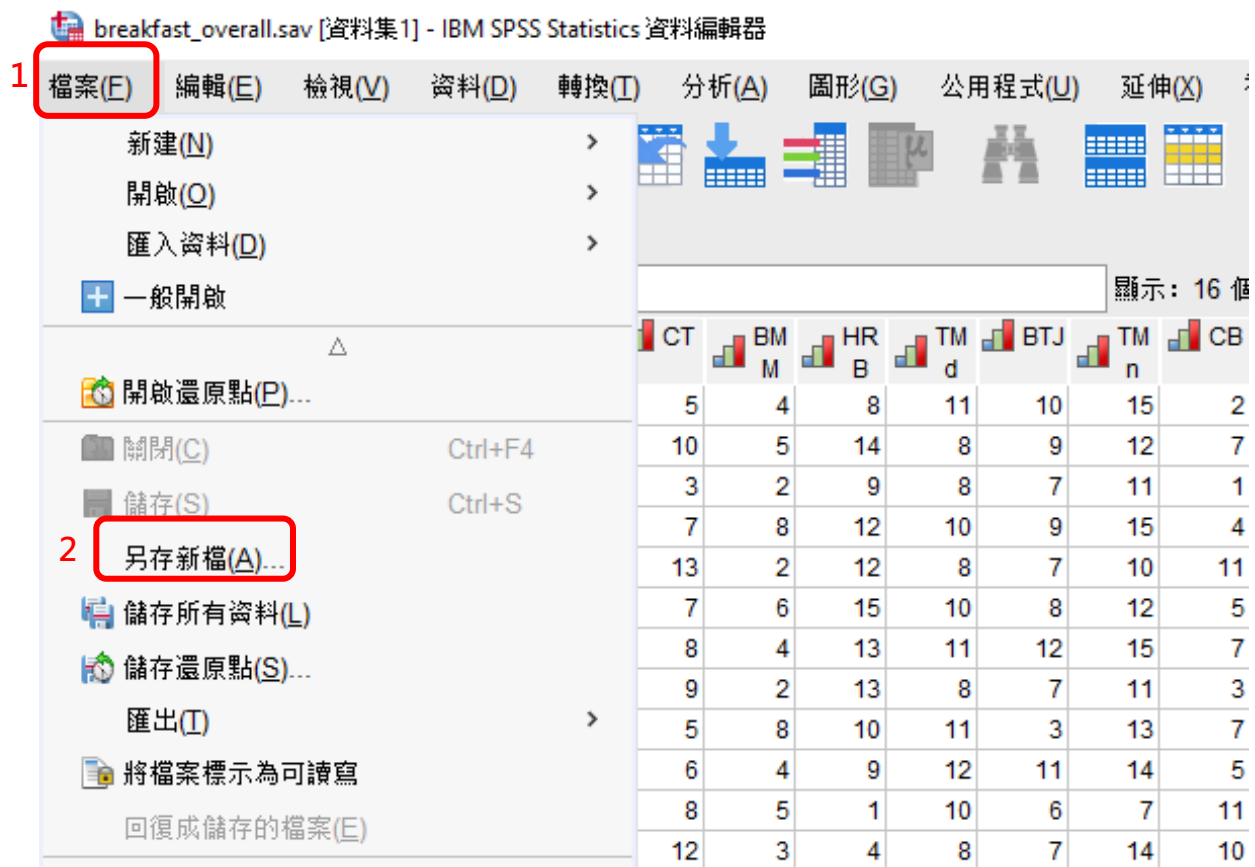 breakfast_overall.sav [資料集1] - IBM SPSS Statistics 資料編輯器
1 檔案(F) 編輯(E) 檢視(V) 資料(D) 轉換(T) 分析(A) 圖形(G) 公用程式(U) 延伸(X)
新建(N) >
開啟(O) >
匯入資料(D) >
一般開啟
顯示: 16 個
開啟還原點(P)...
關閉(C) Ctrl+F4
儲存(S) Ctrl+S
2 另存新檔(A)...
儲存所有資料(L)
儲存還原點(S)...
匯出(T) >
將檔案標示為可讀寫
回復成儲存的檔案(E)
CT BMM HRB TMd BTJ TMn CB
5 4 8 11 10 15 2
10 5 14 8 9 12 7
3 2 9 8 7 11 1
7 8 12 10 9 15 4
13 2 12 8 7 10 11
7 6 15 10 8 12 5
8 4 13 11 12 15 7
9 2 13 8 7 11 3
5 8 10 11 3 13 7
6 4 9 12 11 14 5
8 5 1 10 6 7 11
12 3 4 8 7 14 10